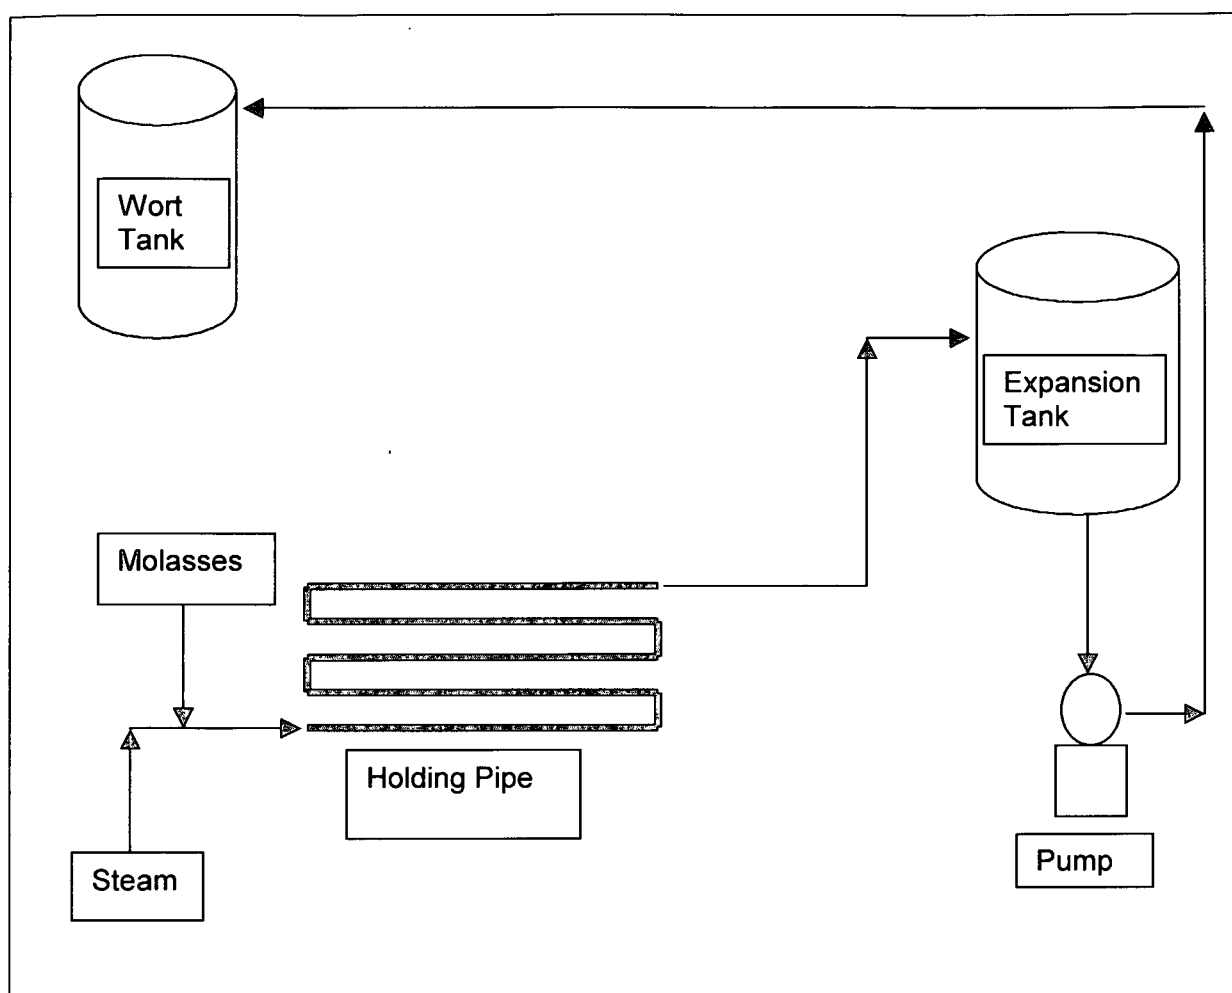 Wort
Tank
Expansion
Tank
Molasses
Holding Pipe
Steam
Pump